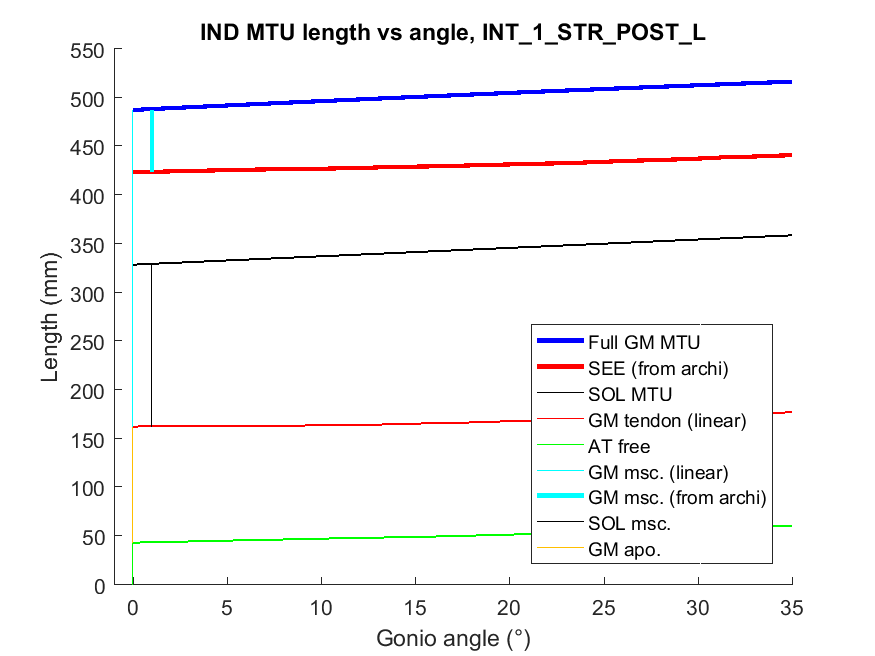 IND MTU length vs angle, INT_1_STR_POST_L
550
500
450
400
350
300
250
200
150
100
50
0
Length (mm)
Full GM MTU
SEE (from archi)
SOL MTU
GM tendon (linear)
AT free
GM msc. (linear)
GM msc. (from archi)
SOL msc.
GM apo.
0 5 10 15 20 25 30 35
Gonio angle (°)